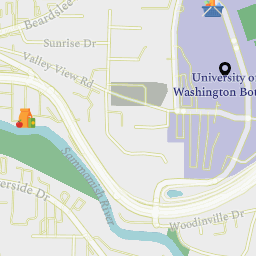 Beardslee
Sunrise Dr
Valley View Rd
University of
Washington Bot
Sammamish River
erside Dr
Woodinville Dr